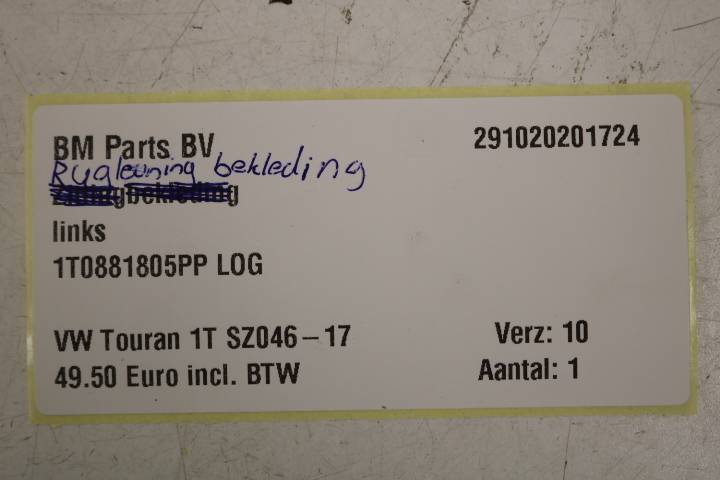 BM Parts BV 291020201724
Rugleuning bekleding
links
1T0881805PP LOG
VW Touran 1T SZ046-17 Verz: 10
49.50 Euro incl. BTW Aantal: 1